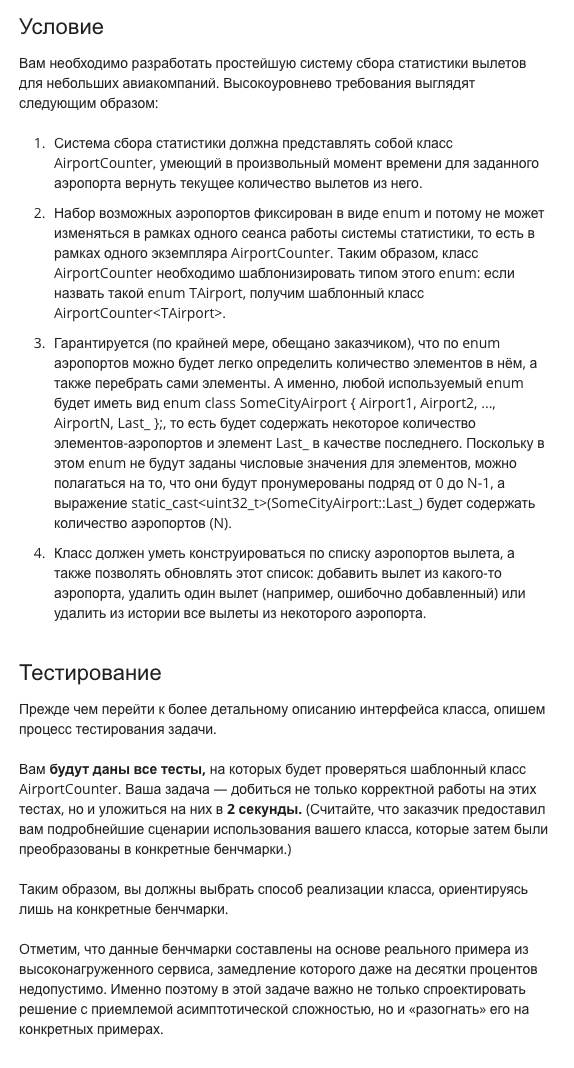 Условие
Вам необходимо разработать простейшую систему сбора статистики вылетов
для небольших авиакомпаний. Высокоуровнево требования выглядят
следующим образом:
1. Система сбора статистики должна представлять собой класс
AirportCounter, умеющий в произвольный момент времени для заданного
аэропорта вернуть текущее количество вылетов из него.
2. Набор возможных аэропортов фиксирован в виде enum и потому не может
изменяться в рамках одного сеанса работы системы статистики, то есть в
рамках одного экземпляра AirportCounter. Таким образом, класс
AirportCounter необходимо шаблонизировать типом этого enum: если
назвать такой enum TAirport, получим шаблонный класс
AirportCounter<TAirport>.
3. Гарантируется (по крайней мере, обещано заказчиком), что по enum
аэропортов можно будет легко определить количество элементов в нём, а
также перебрать сами элементы. А именно, любой используемый enum
будет иметь вид enum class SomeCityAirport { Airport1, Airport2, ...,
AirportN, Last_ };, то есть будет содержать некоторое количество
элементов-аэропортов и элемент Last_ в качестве последнего. Поскольку в
этом enum не будут заданы числовые значения для элементов, можно
полагаться на то, что они будут пронумерованы подряд от 0 до N-1, а
выражение static_cast<uint32_t>(SomeCityAirport::Last_) будет содержать
количество аэропортов (N).
4. Класс должен уметь конструироваться по списку аэропортов вылета, а
также позволять обновлять этот список: добавить вылет из какого-то
аэропорта, удалить один вылет (например, ошибочно добавленный) или
удалить из истории все вылеты из некоторого аэропорта.
Тестирование
Прежде чем перейти к более детальному описанию интерфейса класса, опишем
процесс тестирования задачи.
Вам будут даны все тесты, на которых будет проверяться шаблонный класс
AirportCounter. Ваша задача — добиться не только корректной работы на этих
тестах, но и уложиться на них в 2 секунды. (Считайте, что заказчик предоставил
вам подробнейшие сценарии использования вашего класса, которые затем были
преобразованы в конкретные бенчмарки.)
Таким образом, вы должны выбрать способ реализации класса, ориентируясь
лишь на конкретные бенчмарки.
Отметим, что данные бенчмарки составлены на основе реального примера из
высоконагруженного сервиса, замедление которого даже на десятки процентов
недопустимо. Именно поэтому в этой задаче важно не только спроектировать
решение с приемлемой асимптотической сложностью, но и «разогнать» его на
конкретных примерах.